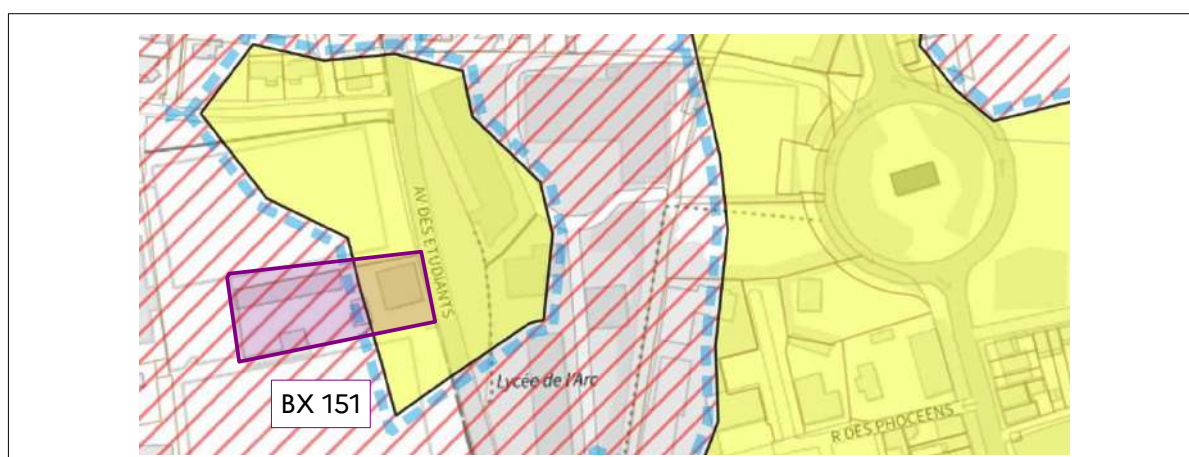 AV DES ETUDIANTS
Lycée de l'Arc
BX 151
R DES PHOCEENS